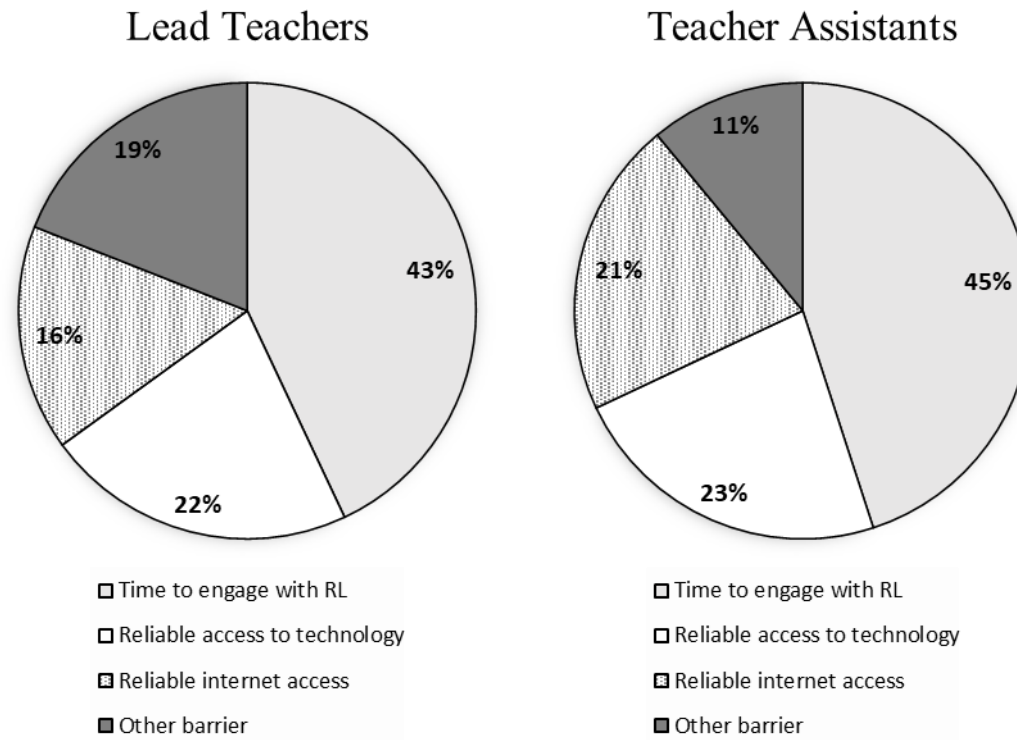 Lead Teachers
19%
43%
16%
22%
Time to engage with RL
Reliable access to technology
Reliable internet access
Other barrier
Teacher Assistants
11%
21%
45%
23%
Time to engage with RL
Reliable access to technology
Reliable internet access
Other barrier